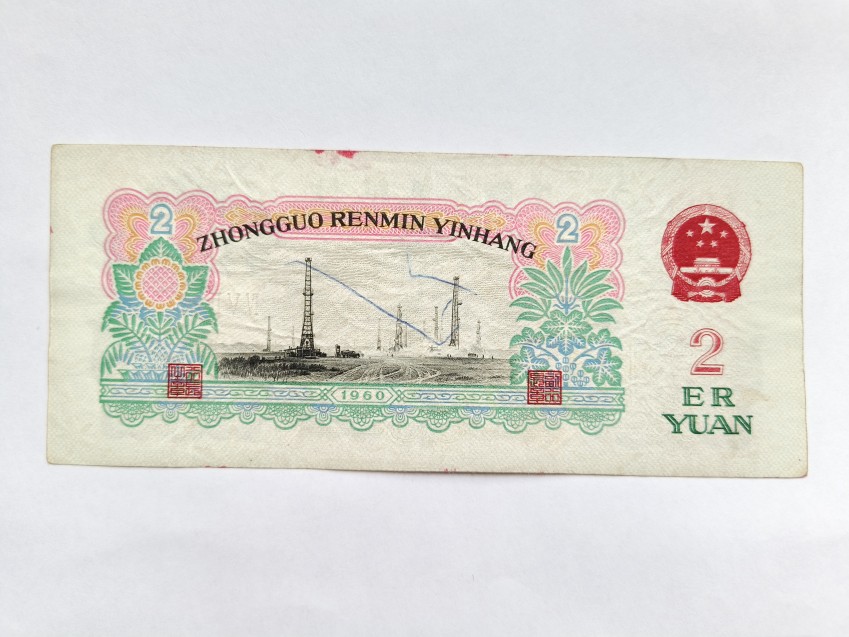 2
2
ZHONGGUO RENMIN YINHANG
1960
2
ER
YUAN